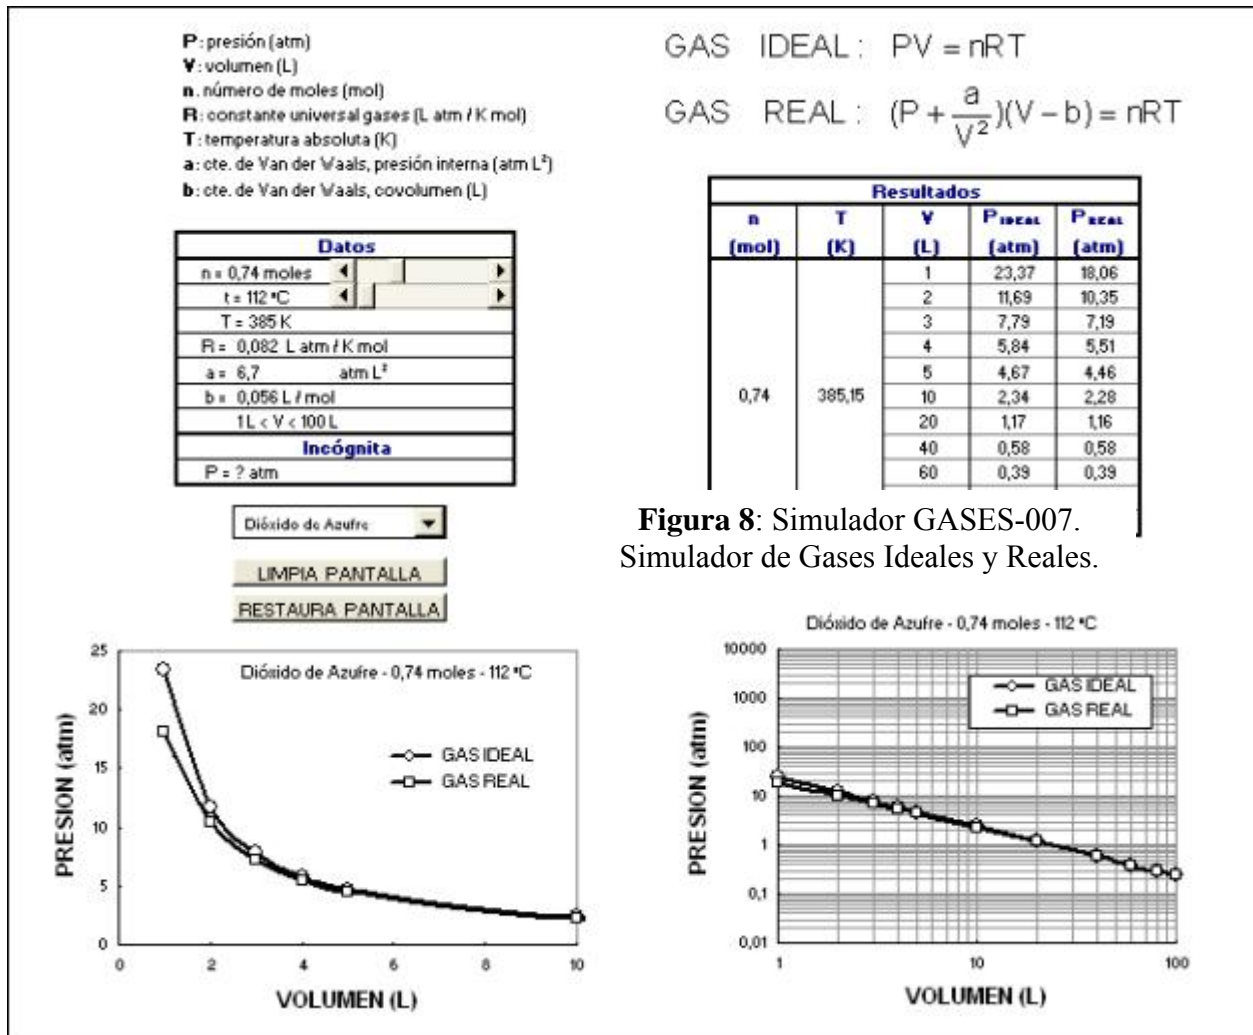 P: presión (atm)
V: volumen (L)
n: número de moles (mol)
R: constante universal gases (L atm / K mol)
T: temperatura absoluta (K)
a: cte. de Van der Waals, presión interna (atm L²)
b: cte. de Van der Waals, covolumen (L)
GAS IDEAL: PV = nRT
GAS REAL: (P + a/V²)(V – b) = nRT
Datos
n = 0,74 moles
t = 112 ºC
T = 385 K
R = 0,082 L atm / K mol
a = 6,7 atm L²
b = 0,056 L / mol
1 L < V < 100 L
Incógnita
P = ? atm
Dióxido de Azufre
LIMPIA PANTALLA
RESTAURA PANTALLA
Resultados
n T V P IDEAL P REAL
(mol) (K) (L) (atm) (atm)
1 23,37 18,06
2 11,69 10,35
3 7,79 7,19
4 5,84 5,51
5 4,67 4,46
0,74 385,15 10 2,34 2,28
20 1,17 1,16
40 0,58 0,58
60 0,39 0,39
Figura 8: Simulador GASES-007.
Simulador de Gases Ideales y Reales.
Dióxido de Azufre - 0,74 moles - 112 ºC
GAS IDEAL
GAS REAL
PRESION (atm)
25
20
15
10
5
0
0 2 4 6 8 10
VOLUMEN (L)
Dióxido de Azufre - 0,74 moles - 112 ºC
GAS IDEAL
GAS REAL
PRESION (atm)
10000
1000
100
10
1
0,1
0,01
1 10 100
VOLUMEN (L)